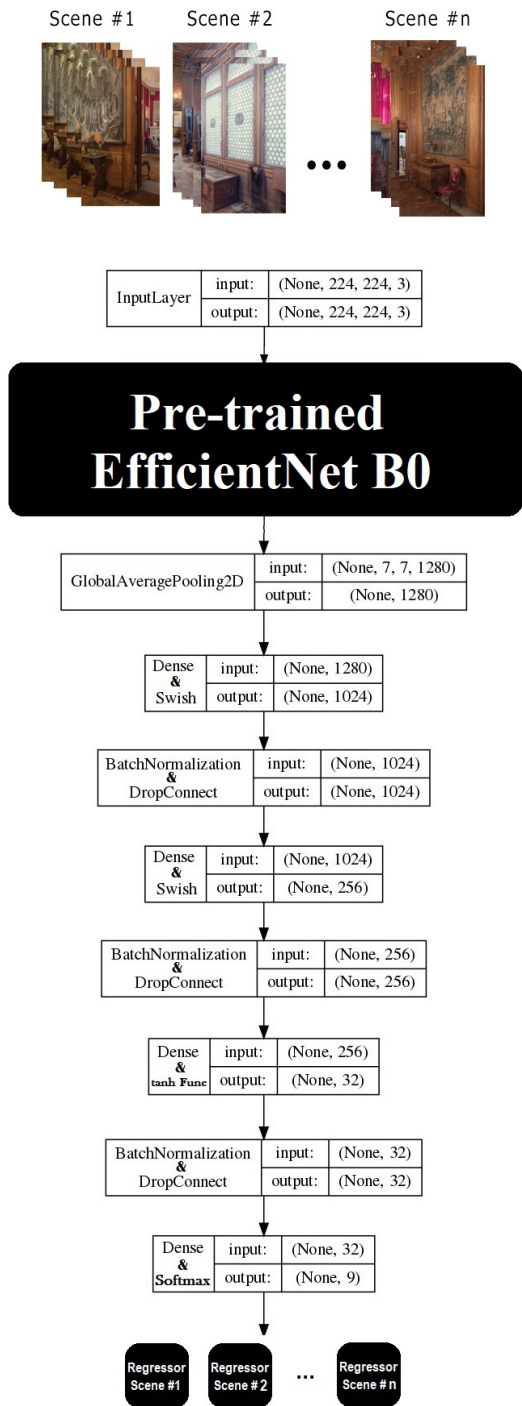 Scene #1 Scene #2 Scene #n
...
InputLayer
input: (None, 224, 224, 3)
output: (None, 224, 224, 3)
Pre-trained
EfficientNet B0
GlobalAveragePooling2D
input: (None, 7, 7, 1280)
output: (None, 1280)
Dense
&
Swish
input: (None, 1280)
output: (None, 1024)
BatchNormalization
&
DropConnect
input: (None, 1024)
output: (None, 1024)
Dense
&
Swish
input: (None, 1024)
output: (None, 256)
BatchNormalization
&
DropConnect
input: (None, 256)
output: (None, 256)
Dense
&
tanh Func
input: (None, 256)
output: (None, 32)
BatchNormalization
&
DropConnect
input: (None, 32)
output: (None, 32)
Dense
&
Softmax
input: (None, 32)
output: (None, 9)
Regressor
Scene #1
Regressor
Scene #2
...
Regressor
Scene # n